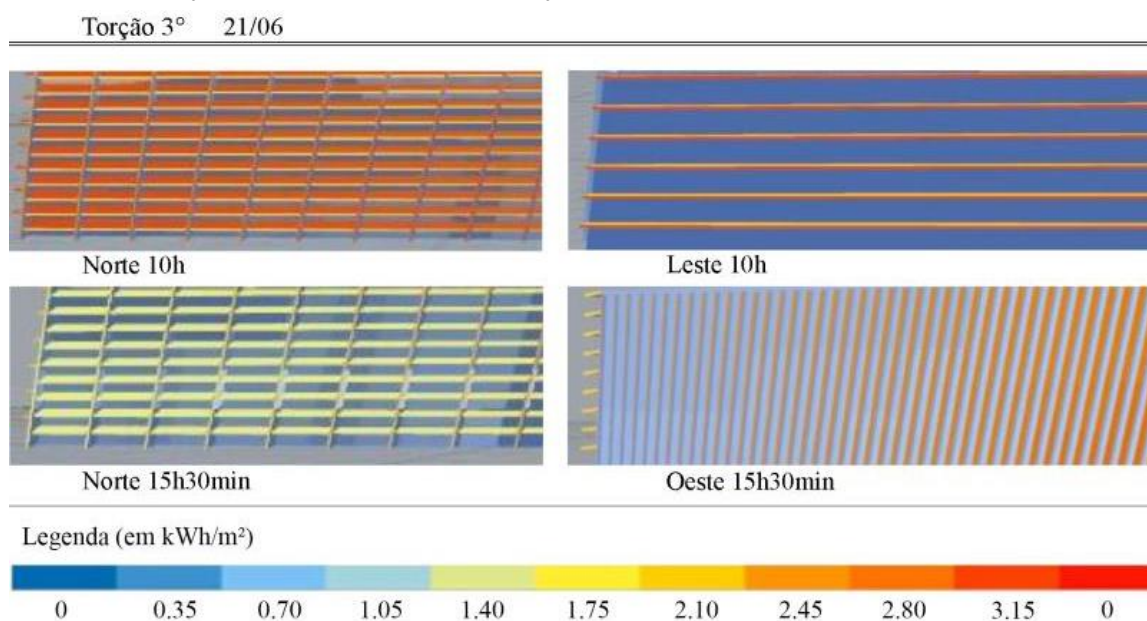 Torção 3° 21/06
Norte 10h Leste 10h
Norte 15h30min Oeste 15h30min
Legenda (em kWh/m²)
0 0.35 0.70 1.05 1.40 1.75 2.10 2.45 2.80 3.15 0